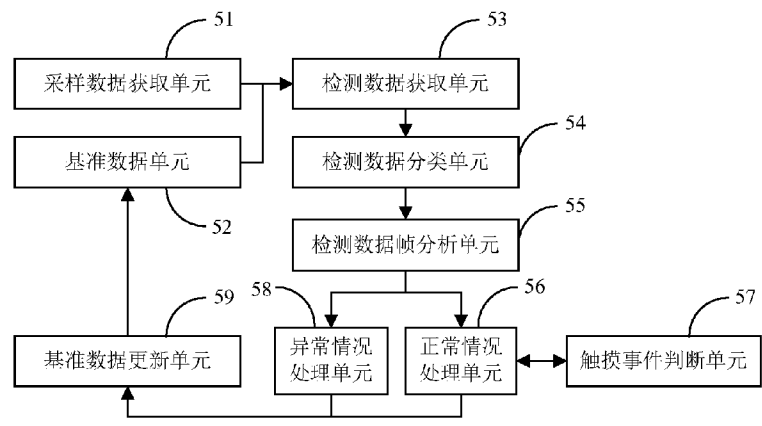 51
53
采样数据获取单元
检测数据获取单元
54
基准数据单元
检测数据分类单元
52
55
检测数据帧分析单元
59
58
56
57
基准数据更新单元
异常情况
处理单元
正常情况
处理单元
触摸事件判断单元